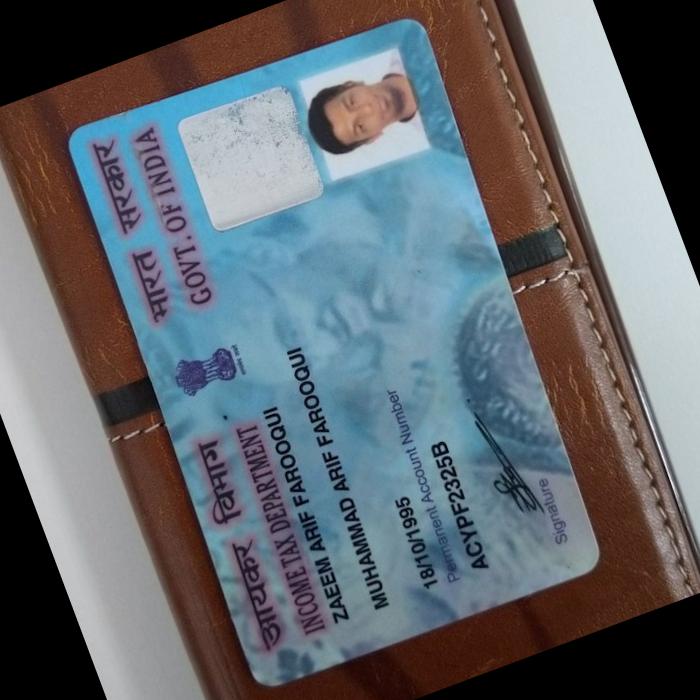 आयकर विभाग
INCOME TAX DEPARTMENT
भारत सरकार
GOVT. OF INDIA
ZAEEM ARIF FAROOQUI
MUHAMMAD ARIF FAROOQUI
18/10/1995
Permanent Account Number
ACYPF2325B
Signature